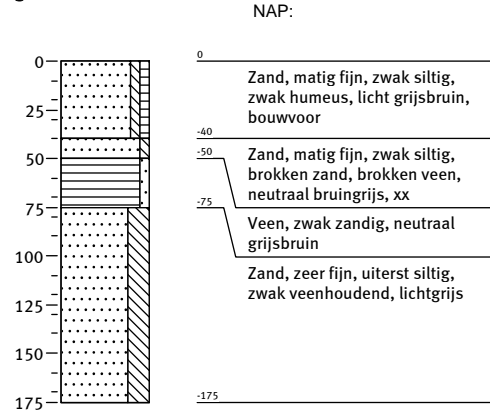 NAP:
0
25
50
75
100
125
150
175
0
Zand, matig fijn, zwak siltig,
zwak humeus, licht grijsbruin,
bouwvoor
-40
-50
Zand, matig fijn, zwak siltig,
brokken zand, brokken veen,
neutraal bruingrijs, xx
-75
Veen, zwak zandig, neutraal
grijsbruin
Zand, zeer fijn, uiterst siltig,
zwak veenhoudend, lichtgrijs
-175